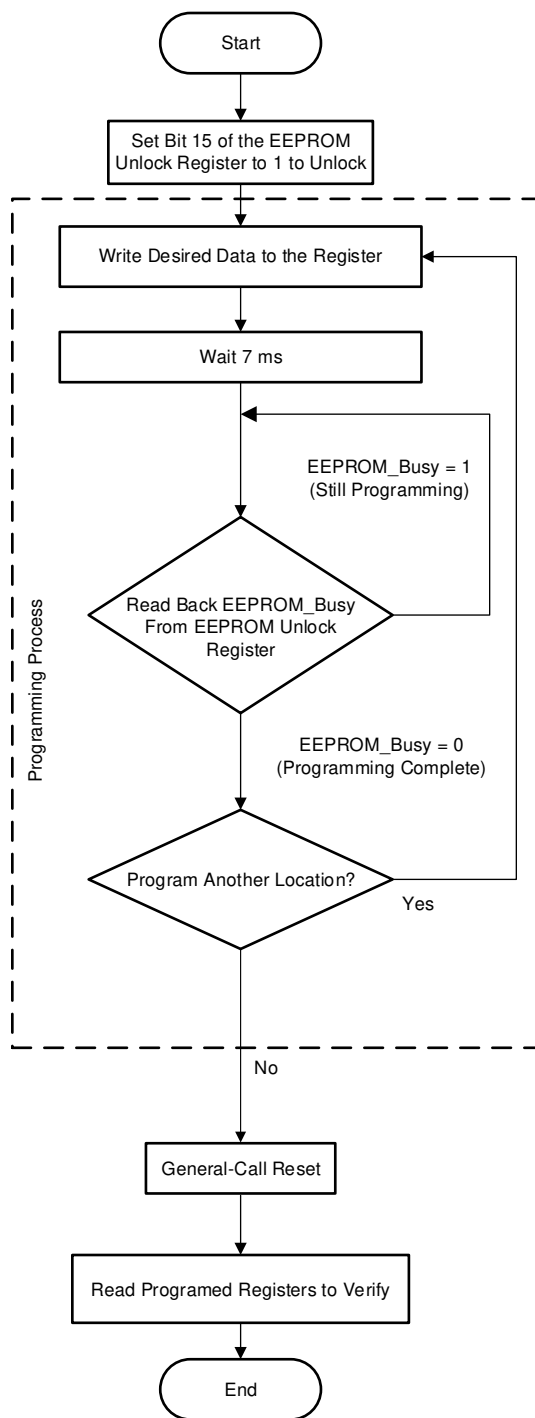 Start
Set Bit 15 of the EEPROM
Unlock Register to 1 to Unlock
Write Desired Data to the Register
Wait 7 ms
EEPROM_Busy = 1
(Still Programming)
Read Back EEPROM_Busy
From EEPROM Unlock
Register
Programming Process
EEPROM_Busy = 0
(Programming Complete)
Program Another Location?
Yes
No
General-Call Reset
Read Programed Registers to Verify
End